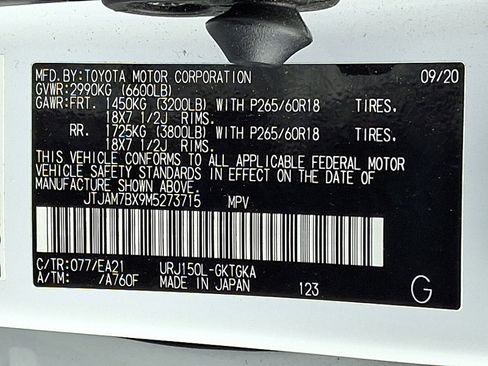 MFD.BY:TOYOTA MOTOR CORPORATION 09/20
GVWR:2990KG (6600LB)
GAWR:FRT. 1450KG (3200LB) WITH P265/60R18 TIRES.
18X7 1/2J RIMS.
RR. 1725KG (3800LB) WITH P265/60R18 TIRES.
18X7 1/2J RIMS.
THIS VEHICLE CONFORMS TO ALL APPLICABLE FEDERAL MOTOR
VEHICLE SAFETY STANDARDS IN EFFECT ON THE DATE OF
MANUFACTURE SHOWN ABOVE.
JTJAM7BX9M5273715 MPV
C/TR:077/EA21 URJ150L-GKTGKA
A/TM: /A760F MADE IN JAPAN 123 G